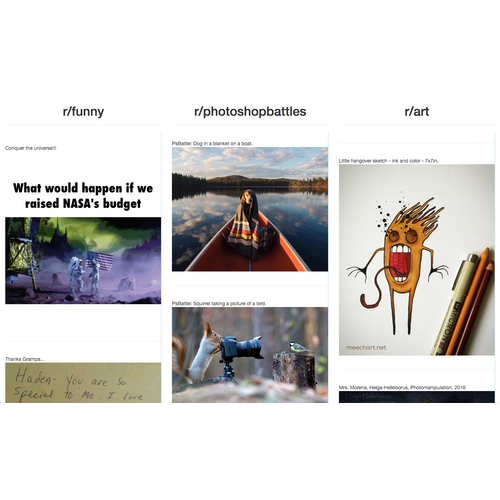 r/funny
r/photoshopbattles
r/art
Conquer the universe!!!
What would happen if we
raised NASA's budget
Thanks Grampa...
Haden- you are so
special to me. I love
PsBattle: Dog in a blanket on a boat.
PsBattle: Squirrel taking a picture of a bird.
Little hangover sketch - ink and color - 7x7in.
meechart.net
Mrs. Morena, Helga-Helleborus, Photomanipulation, 2016